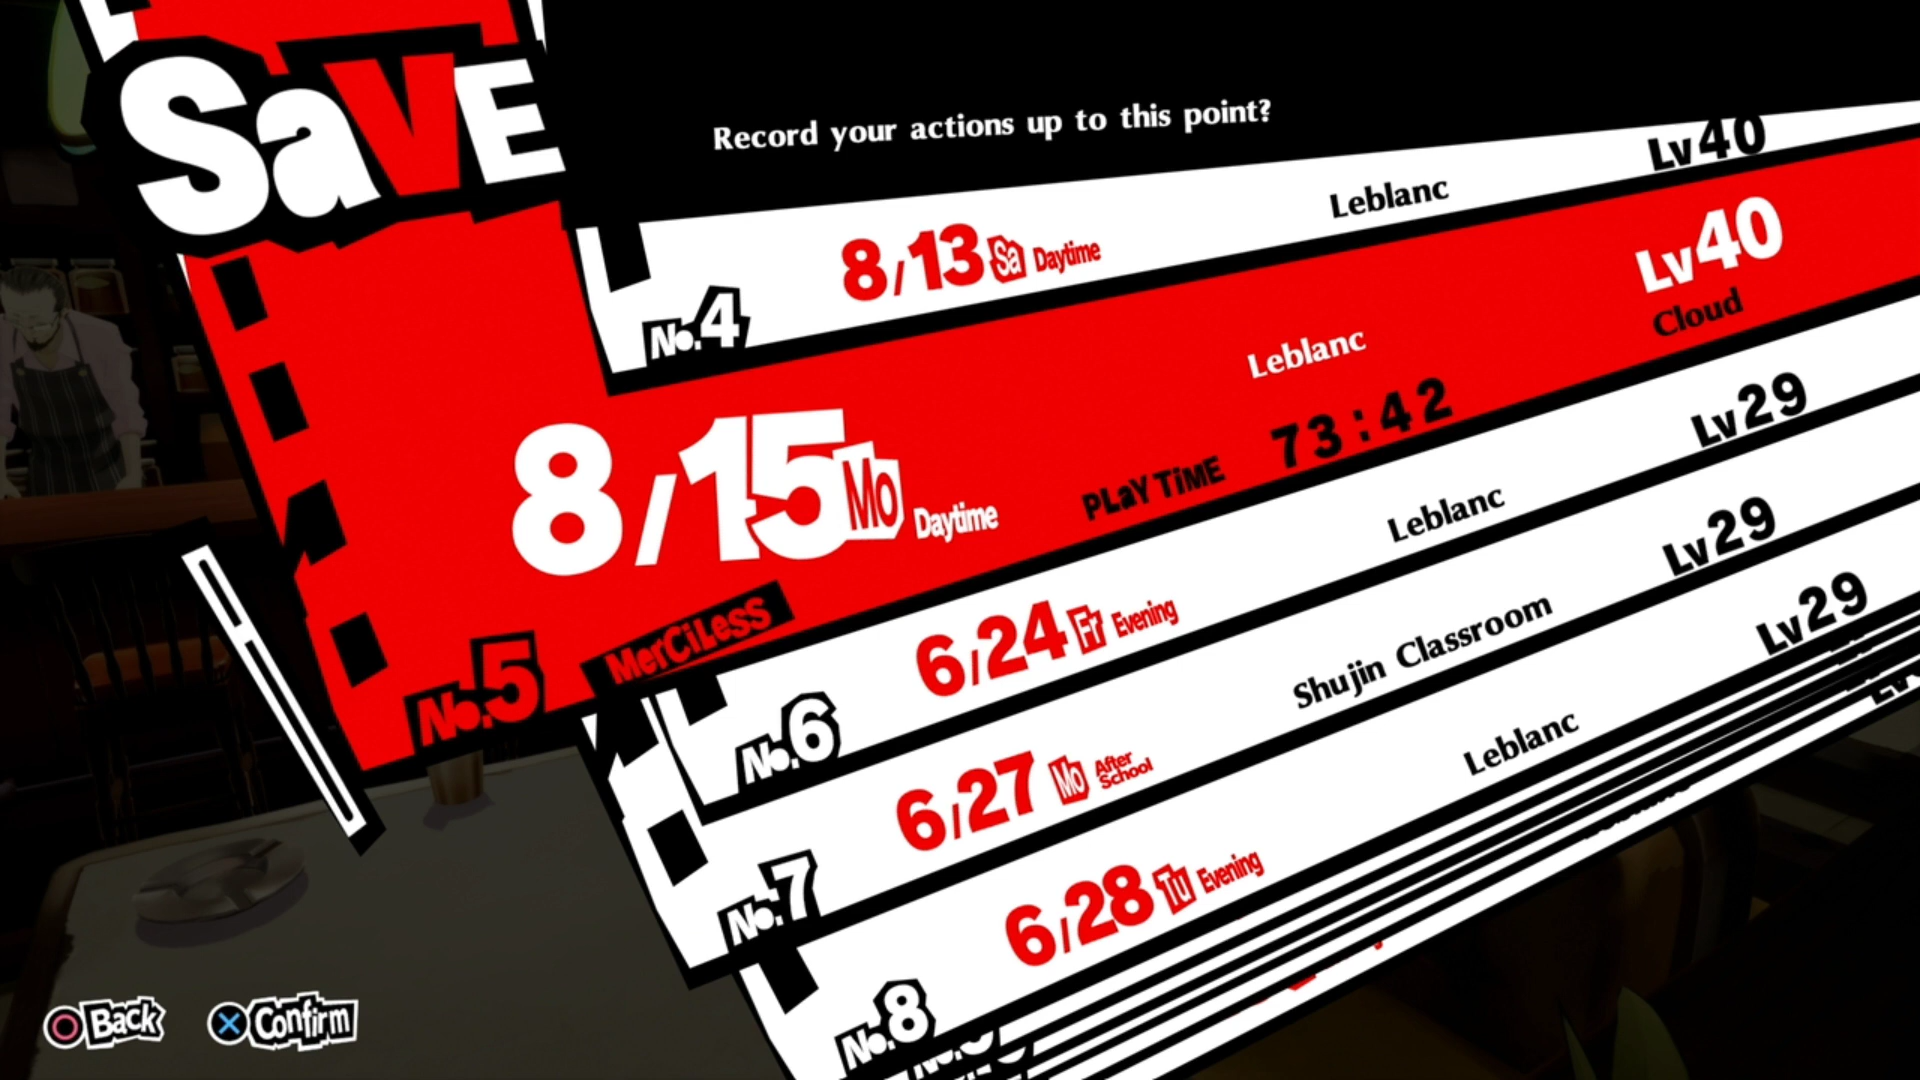 SaVE
Record your actions up to this point?
No.4 8/13 Sa Daytime Leblanc Lv40
No.5 8/15 Mo Daytime Leblanc Lv40
MerCiLesS PLaY TiME 73:42 Cloud
No.6 6/24 Fr Evening Leblanc Lv29
No.7 6/27 Mo After School Shujin Classroom Lv29
No.8 6/28 Tu Evening Leblanc Lv29
Back Confirm